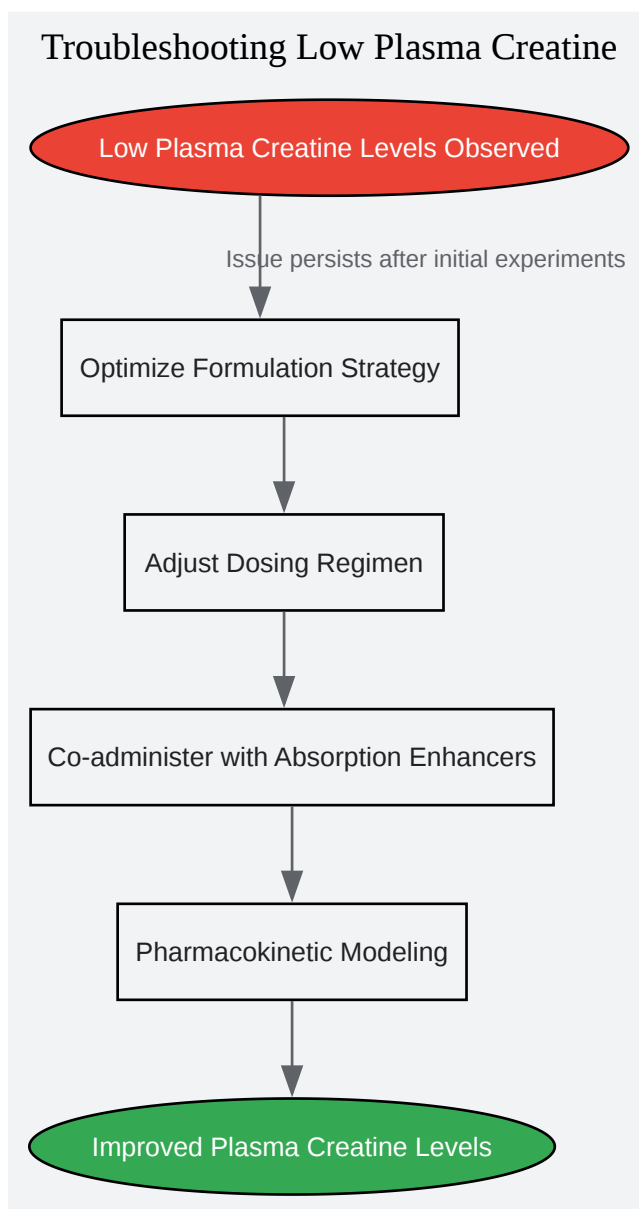 Troubleshooting Low Plasma Creatine
Low Plasma Creatine Levels Observed
Issue persists after initial experiments
Optimize Formulation Strategy
Adjust Dosing Regimen
Co-administer with Absorption Enhancers
Pharmacokinetic Modeling
Improved Plasma Creatine Levels